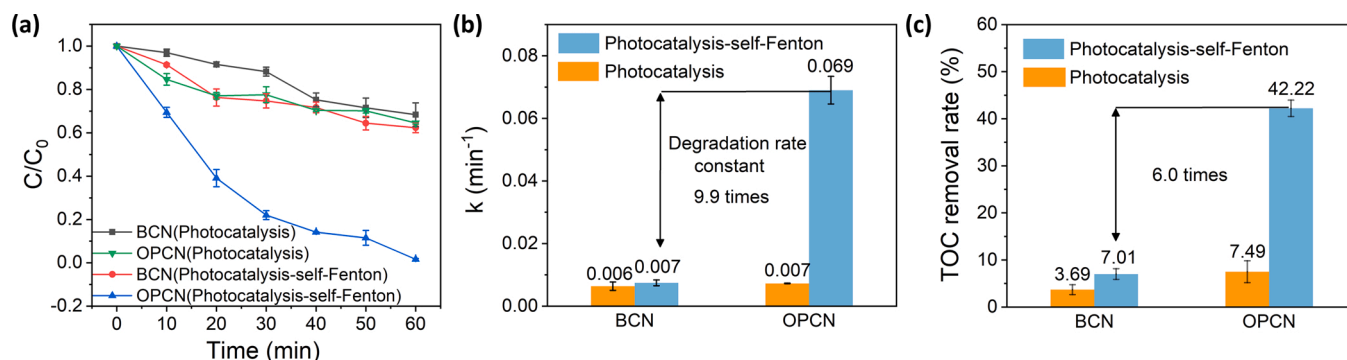 (a)
C/C0
1.0
0.8
0.6
0.4
0.2
0.0
-0.2
BCN(Photocatalysis)
OPCN(Photocatalysis)
BCN(Photocatalysis-self-Fenton)
OPCN(Photocatalysis-self-Fenton)
0 10 20 30 40 50 60
Time (min)
(b)
k (min-1)
0.08
0.06
0.04
0.02
0.00
Photocatalysis-self-Fenton
Photocatalysis
0.069
Degradation rate
constant
9.9 times
0.006 0.007 0.007
BCN OPCN
(c)
TOC removal rate (%)
60
50
40
30
20
10
0
Photocatalysis-self-Fenton
Photocatalysis
42.22
6.0 times
3.69 7.01 7.49
BCN OPCN